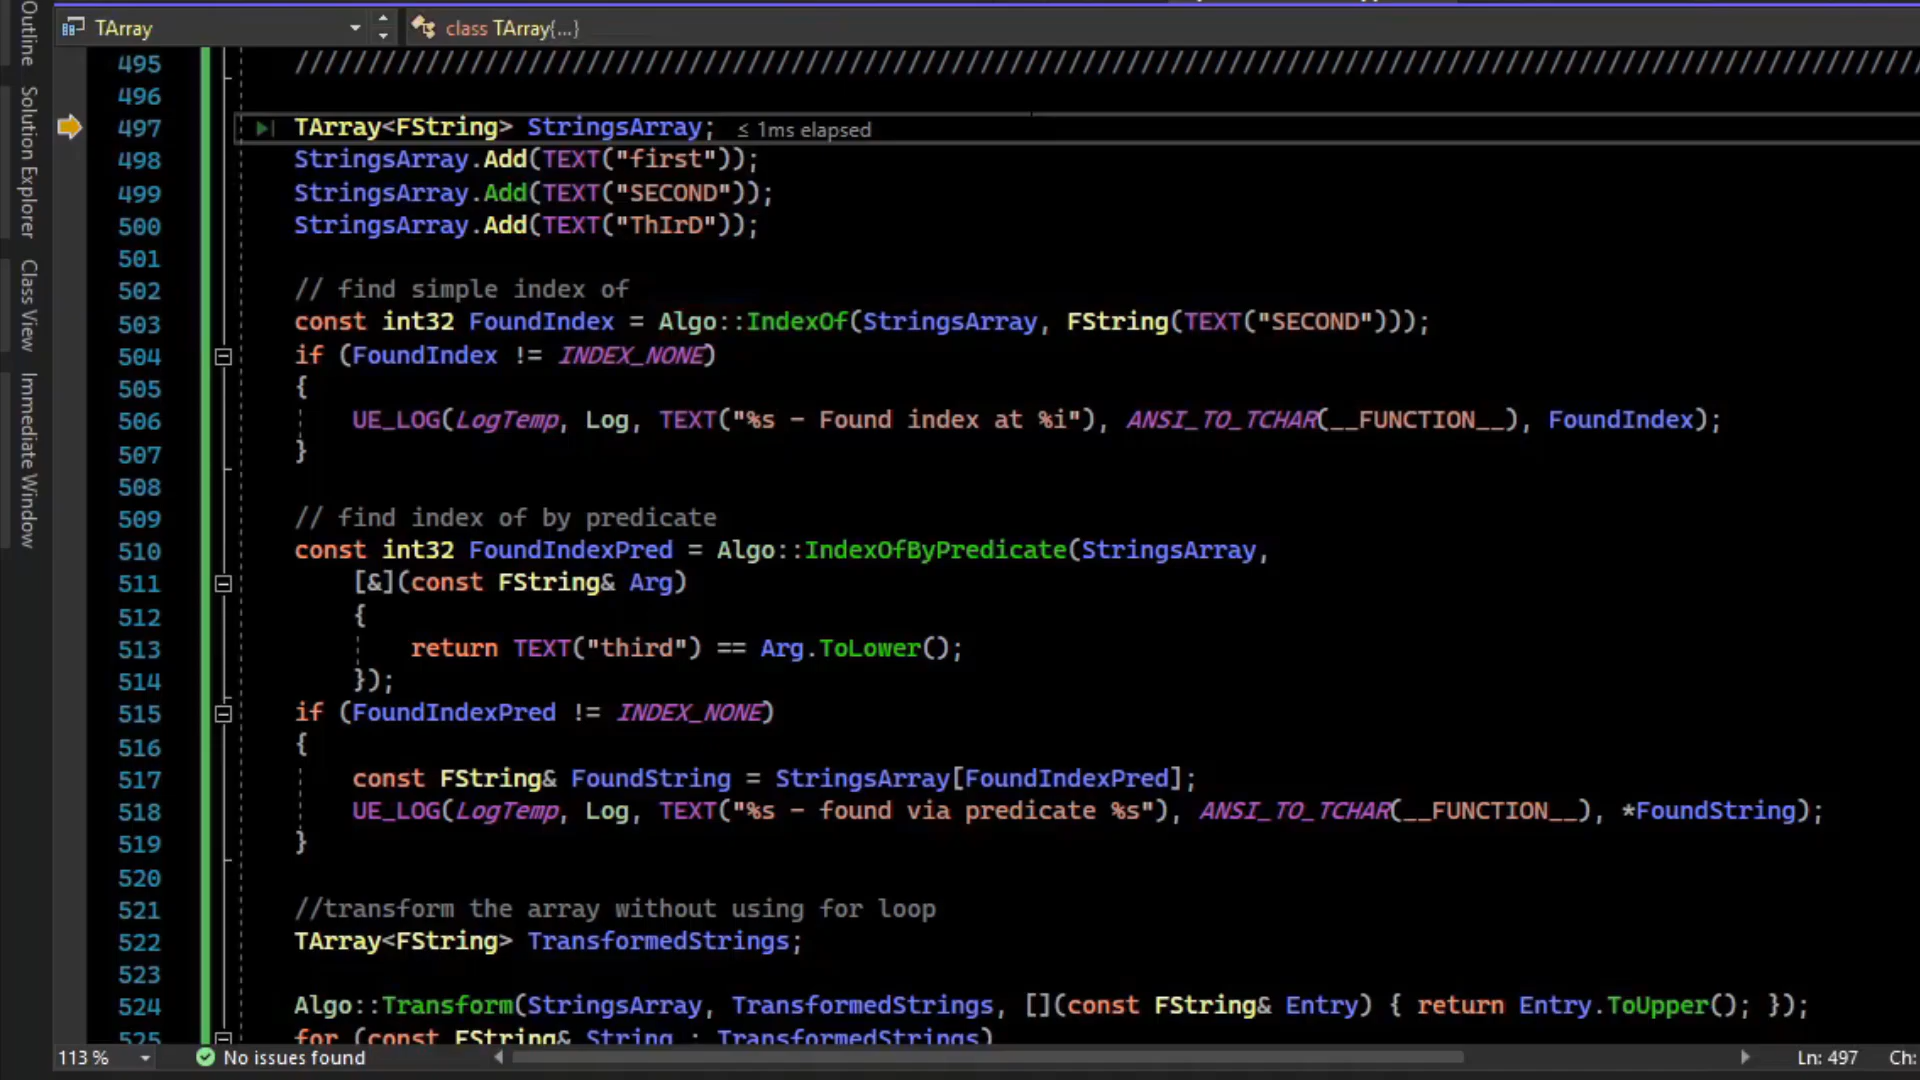 Outline
Solution Explorer
Class View
Immediate Window
TArray class TArray{...}
495 ////////////////////////////////////////////////////////////////////////////////////////////////////////////////
496
497 TArray<FString> StringsArray; ≤ 1ms elapsed
498 StringsArray.Add(TEXT("first"));
499 StringsArray.Add(TEXT("SECOND"));
500 StringsArray.Add(TEXT("ThIrD"));
501
502 // find simple index of
503 const int32 FoundIndex = Algo::IndexOf(StringsArray, FString(TEXT("SECOND")));
504 if (FoundIndex != INDEX_NONE)
505 {
506 UE_LOG(LogTemp, Log, TEXT("%s - Found index at %i"), ANSI_TO_TCHAR(__FUNCTION__), FoundIndex);
507 }
508
509 // find index of by predicate
510 const int32 FoundIndexPred = Algo::IndexOfByPredicate(StringsArray,
511 [&](const FString& Arg)
512 {
513 return TEXT("third") == Arg.ToLower();
514 });
515 if (FoundIndexPred != INDEX_NONE)
516 {
517 const FString& FoundString = StringsArray[FoundIndexPred];
518 UE_LOG(LogTemp, Log, TEXT("%s - found via predicate %s"), ANSI_TO_TCHAR(__FUNCTION__), *FoundString);
519 }
520
521 //transform the array without using for loop
522 TArray<FString> TransformedStrings;
523
524 Algo::Transform(StringsArray, TransformedStrings, [](const FString& Entry) { return Entry.ToUpper(); });
525 for (const FString& String : TransformedStrings)
113 % No issues found Ln: 497 Ch: